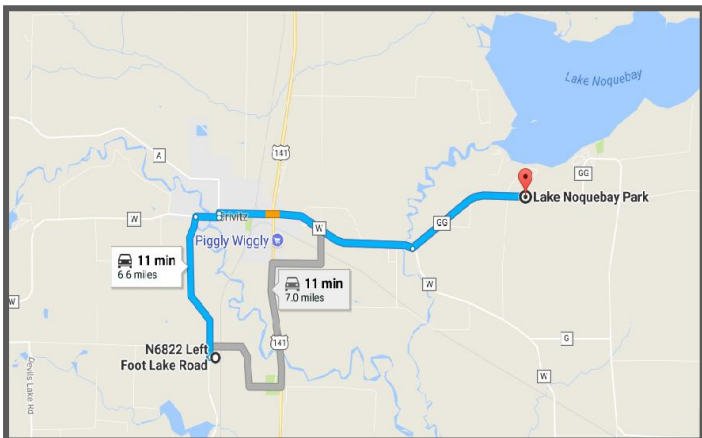 Lake Noquebay
A
141
GG
Lake Noquebay Park
W
rivitz
W
GG
Piggly Wiggly
11 min
6.6 miles
11 min
7.0 miles
W
W
141
G
N6822 Left
Foot Lake Road
W
Devils Lake Rd